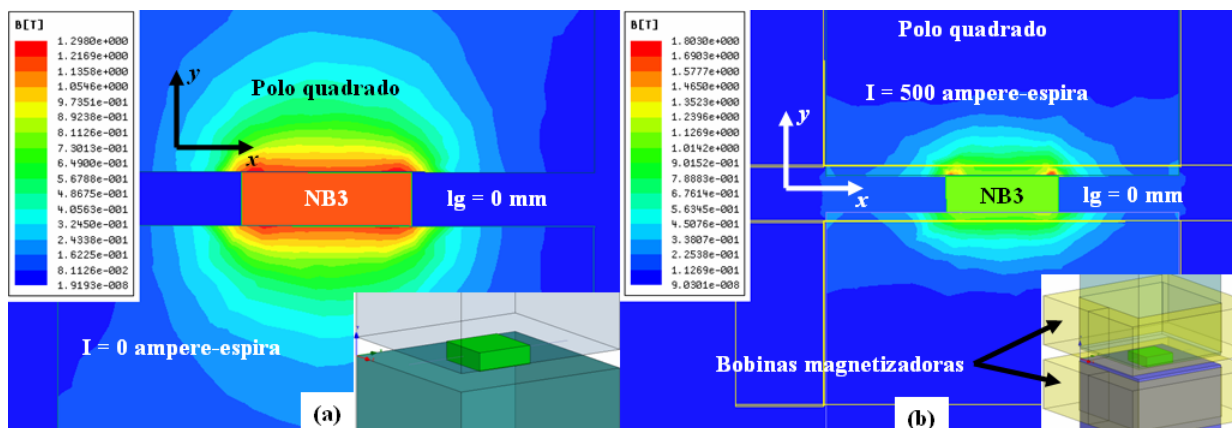 B[T]
1.2980e+000
1.2169e+000
1.1358e+000
1.0546e+000
9.7351e-001
8.9238e-001
8.1126e-001
7.3013e-001
6.4900e-001
5.6788e-001
4.8675e-001
4.0563e-001
3.2450e-001
2.4338e-001
1.6225e-001
8.1126e-002
1.9193e-008
y
x
Polo quadrado
NB3
lg = 0 mm
I = 0 ampere-espira
(a)
B[T]
1.8030e+000
1.6903e+000
1.5777e+000
1.4650e+000
1.3523e+000
1.2396e+000
1.1269e+000
1.0142e+000
9.0152e-001
7.8883e-001
6.7614e-001
5.6345e-001
4.5076e-001
3.3807e-001
2.2538e-001
1.1269e-001
9.0301e-008
Polo quadrado
I = 500 ampere-espira
y
x
NB3
lg = 0 mm
Bobinas magnetizadoras
(b)